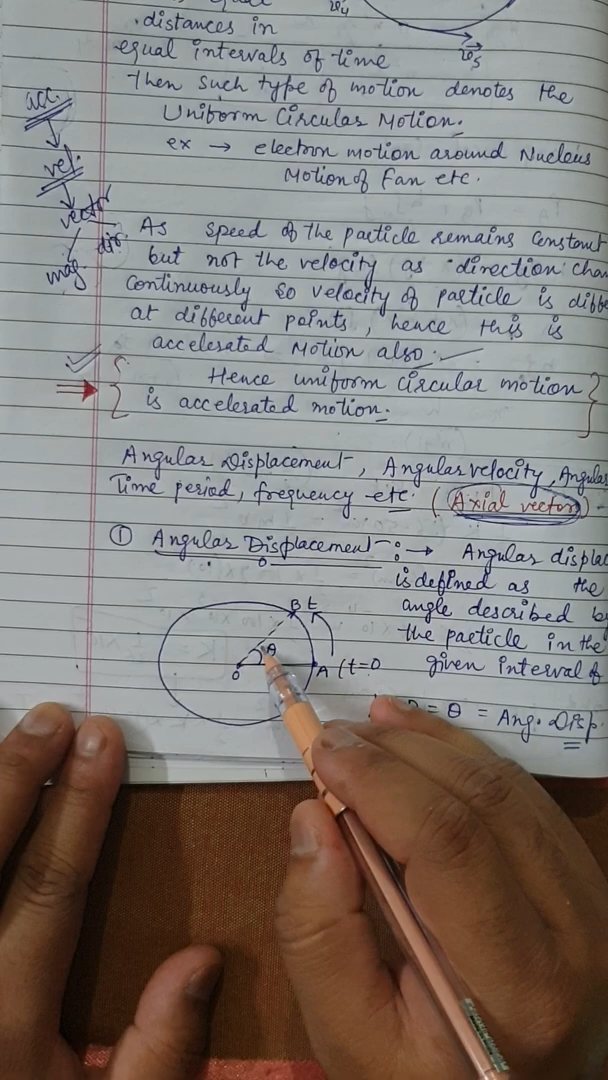 v₄
distances in
v₅
equal intervals of time
Then such type of motion denotes the
Uniform Circular Motion.
ex → electron motion around Nucleus
Motion of Fan etc.
acc.
vel.
vector
mag. dir.
As speed of the particle remains Constant
but not the velocity as direction
Continuously so velocity of particle is
at different points, hence this is
accelerated Motion also.
Hence uniform circular motion
is accelerated motion.
Angular Displacement, Angular velocity,
Time period, frequency etc. (Axial vector)
① Angular Displacement-: → Angular
is defined as the
angle described
the particle in the
given interval of
B t
θ
O
A (t=0
= θ = Ang. Disp.